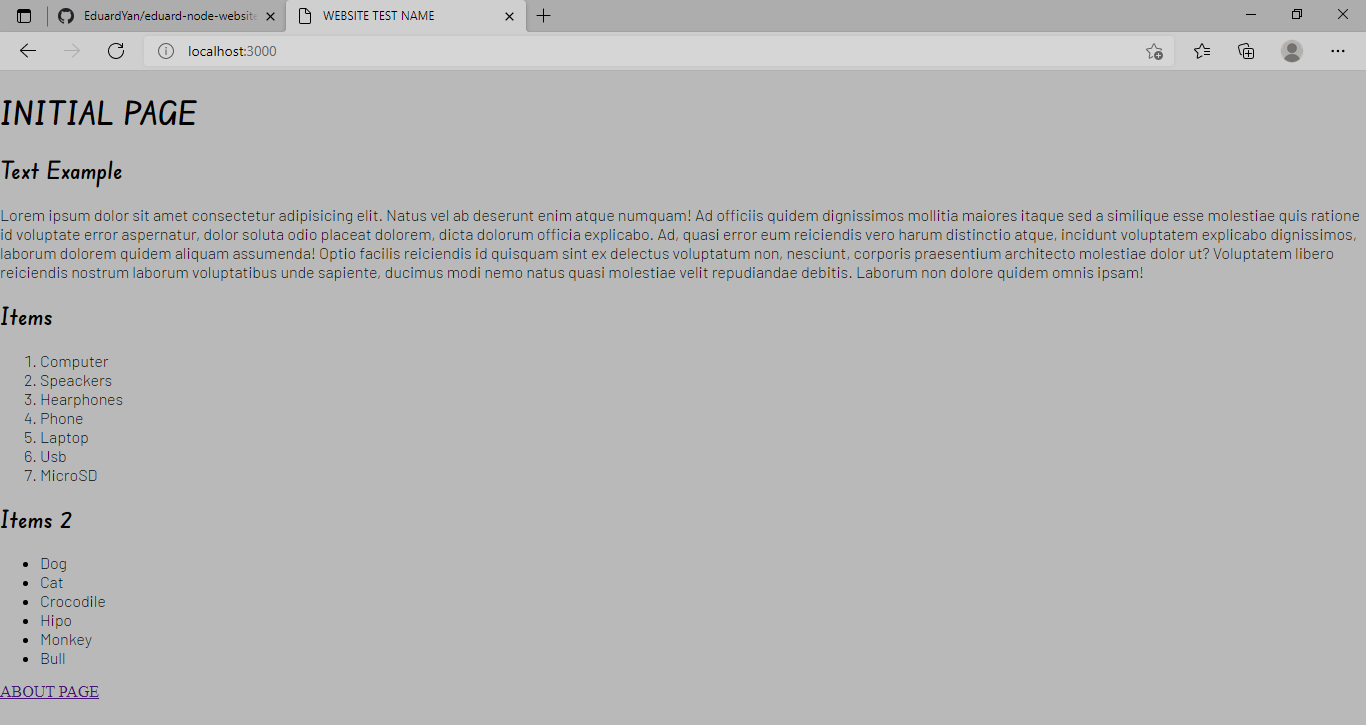 EduardYan/eduard-node-website
WEBSITE TEST NAME
localhost:3000
INITIAL PAGE
Text Example
Lorem ipsum dolor sit amet consectetur adipisicing elit. Natus vel ab deserunt enim atque numquam! Ad officiis quidem dignissimos mollitia maiores itaque sed a similique esse molestiae quis ratione
id voluptate error aspernatur, dolor soluta odio placeat dolorem, dicta dolorum officia explicabo. Ad, quasi error eum reiciendis vero harum distinctio atque, incidunt voluptatem explicabo dignissimos,
laborum dolorem quidem aliquam assumenda! Optio facilis reiciendis id quisquam sint ex delectus voluptatum non, nesciunt, corporis praesentium architecto molestiae dolor ut? Voluptatem libero
reiciendis nostrum laborum voluptatibus unde sapiente, ducimus modi nemo natus quasi molestiae velit repudiandae debitis. Laborum non dolore quidem omnis ipsam!
Items
1. Computer
2. Speackers
3. Hearphones
4. Phone
5. Laptop
6. Usb
7. MicroSD
Items 2
• Dog
• Cat
• Crocodile
• Hipo
• Monkey
• Bull
ABOUT PAGE